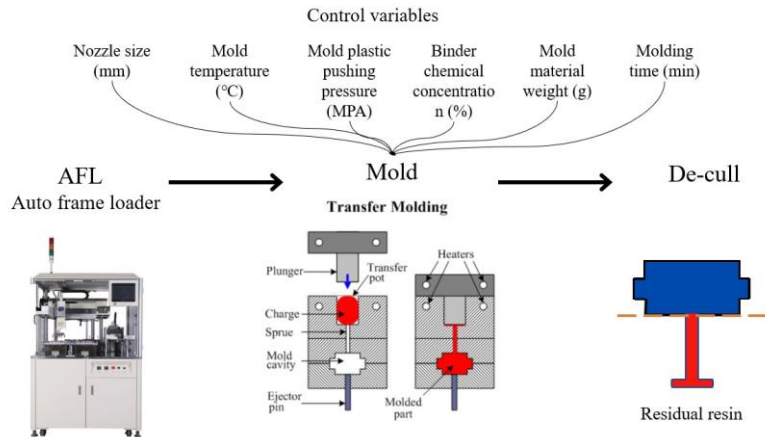 Control variables
Nozzle size
(mm)
Mold
temperature
(℃)
Mold plastic
pushing
pressure
(MPA)
Binder
chemical
concentratio
n (%)
Mold
material
weight (g)
Molding
time (min)
AFL
Auto frame loader
Mold
De-cull
Transfer Molding
Plunger
Transfer
pot
Charge
Sprue
Mold
cavity
Ejector
pin
Heaters
Molded
part
Residual resin